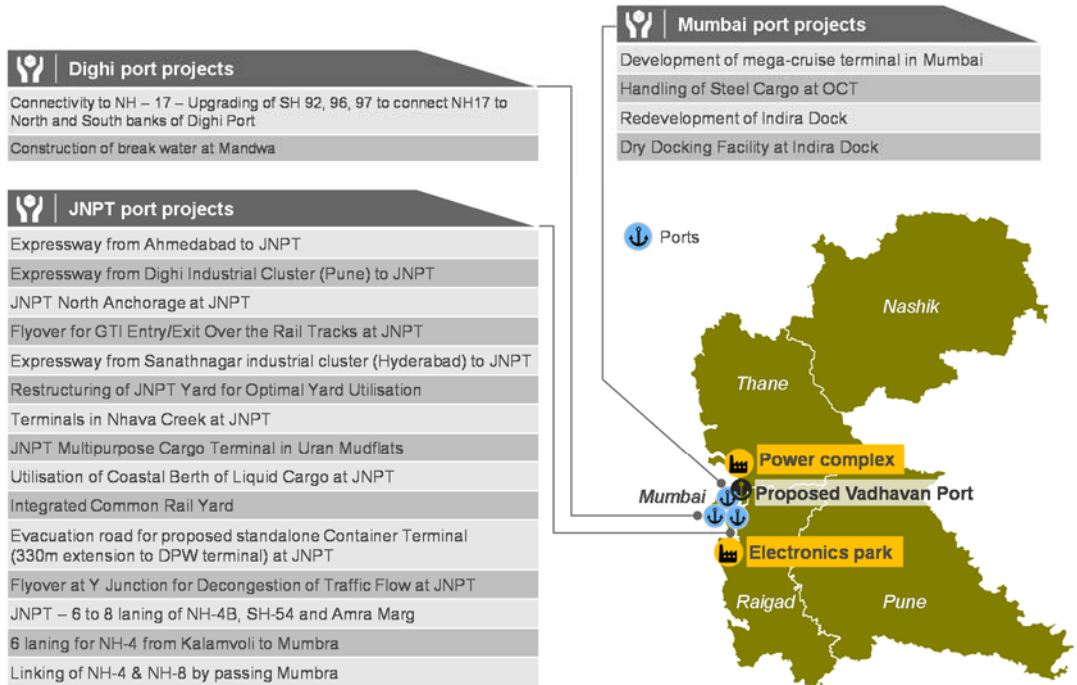 Dighi port projects
Connectivity to NH – 17 – Upgrading of SH 92, 96, 97 to connect NH17 to
North and South banks of Dighi Port
Construction of break water at Mandwa
JNPT port projects
Expressway from Ahmedabad to JNPT
Expressway from Dighi Industrial Cluster (Pune) to JNPT
JNPT North Anchorage at JNPT
Flyover for GTI Entry/Exit Over the Rail Tracks at JNPT
Expressway from Sanathnagar industrial cluster (Hyderabad) to JNPT
Restructuring of JNPT Yard for Optimal Yard Utilisation
Terminals in Nhava Creek at JNPT
JNPT Multipurpose Cargo Terminal in Uran Mudflats
Utilisation of Coastal Berth of Liquid Cargo at JNPT
Integrated Common Rail Yard
Evacuation road for proposed standalone Container Terminal
(330m extension to DPW terminal) at JNPT
Flyover at Y Junction for Decongestion of Traffic Flow at JNPT
JNPT – 6 to 8 laning of NH-4B, SH-54 and Amra Marg
6 laning for NH-4 from Kalamvoli to Mumbra
Linking of NH-4 & NH-8 by passing Mumbra
Mumbai port projects
Development of mega-cruise terminal in Mumbai
Handling of Steel Cargo at OCT
Redevelopment of Indira Dock
Dry Docking Facility at Indira Dock
Ports
Nashik
Thane
Power complex
Mumbai
Proposed Vadhavan Port
Electronics park
Raigad
Pune